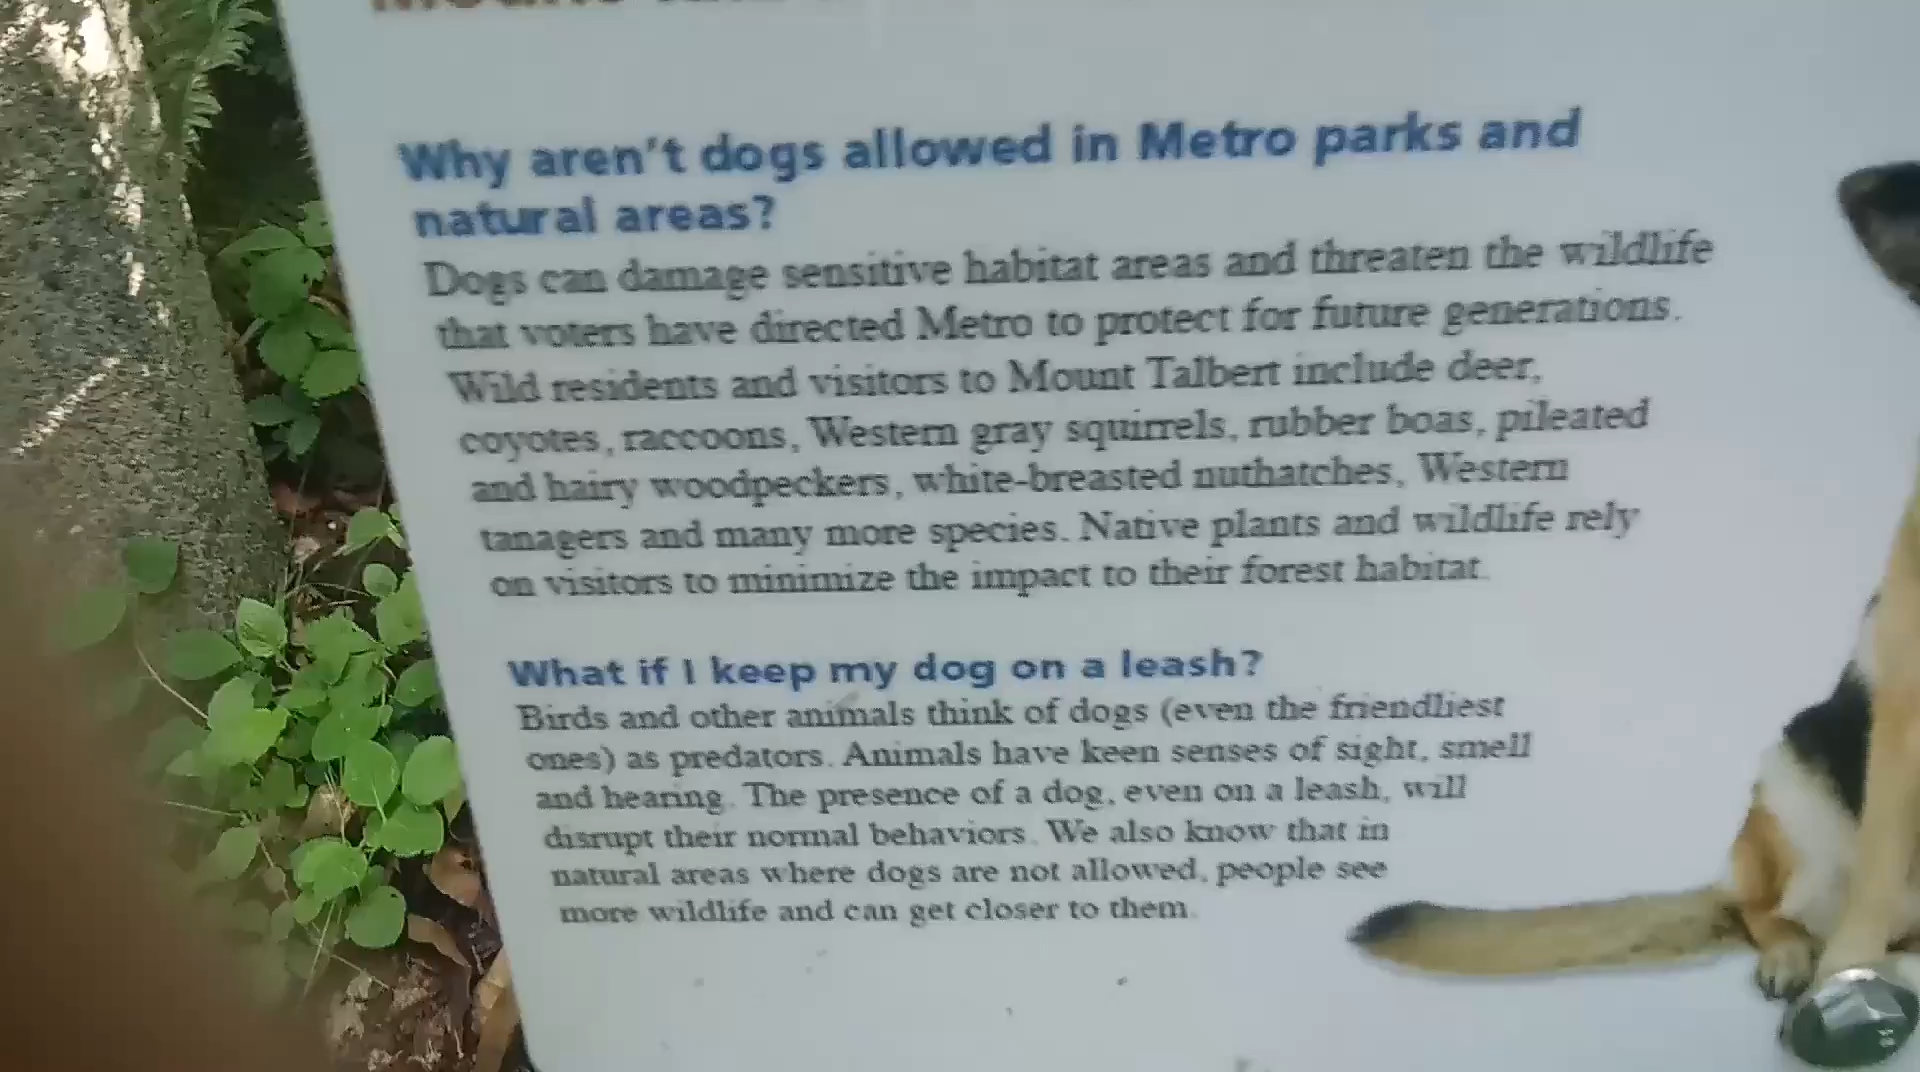 Why aren't dogs allowed in Metro parks and
natural areas?
Dogs can damage sensitive habitat areas and threaten the wildlife
that voters have directed Metro to protect for future generations.
Wild residents and visitors to Mount Talbert include deer,
coyotes, raccoons, Western gray squirrels, rubber boas, pileated
and hairy woodpeckers, white-breasted nuthatches, Western
tanagers and many more species. Native plants and wildlife rely
on visitors to minimize the impact to their forest habitat.
What if I keep my dog on a leash?
Birds and other animals think of dogs (even the friendliest
ones) as predators. Animals have keen senses of sight, smell
and hearing. The presence of a dog, even on a leash, will
disrupt their normal behaviors. We also know that in
natural areas where dogs are not allowed, people see
more wildlife and can get closer to them.